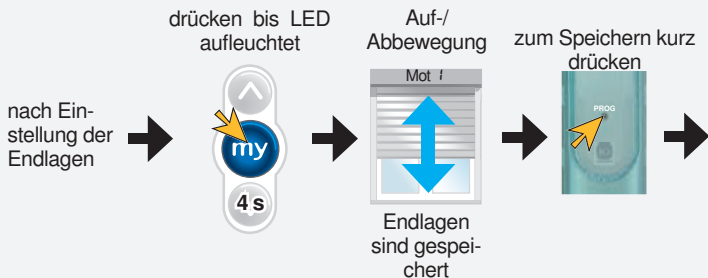 nach Ein-
stellung der
Endlagen
drücken bis LED
aufleuchtet
my
4 s
Auf-/
Abbewegung
Mot 1
Endlagen
sind gespei-
chert
zum Speichern kurz
drücken
PROG